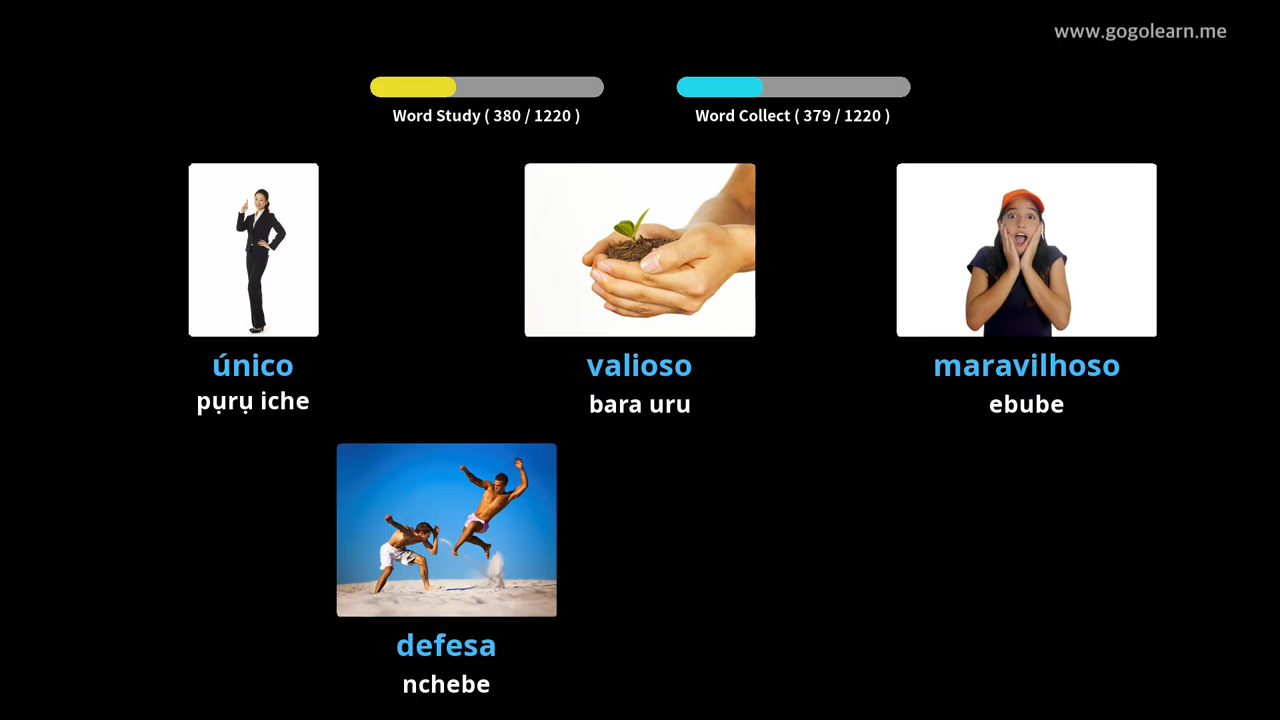 www.gogolearn.me
Word Study ( 380 / 1220 )
Word Collect ( 379 / 1220 )
único
pụrụ iche
valioso
bara uru
maravilhoso
ebube
defesa
nchebe